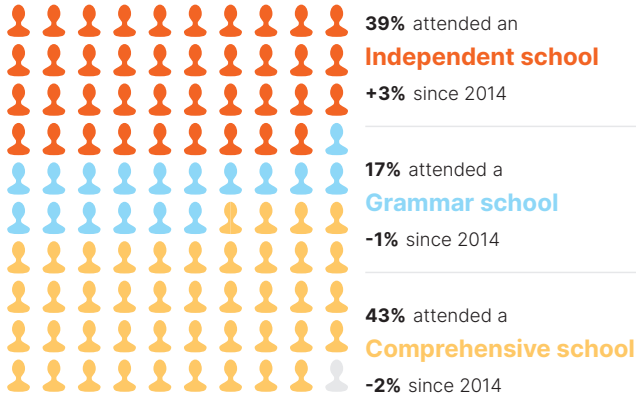 39% attended an
Independent school
+3% since 2014
17% attended a
Grammar school
-1% since 2014
43% attended a
Comprehensive school
-2% since 2014